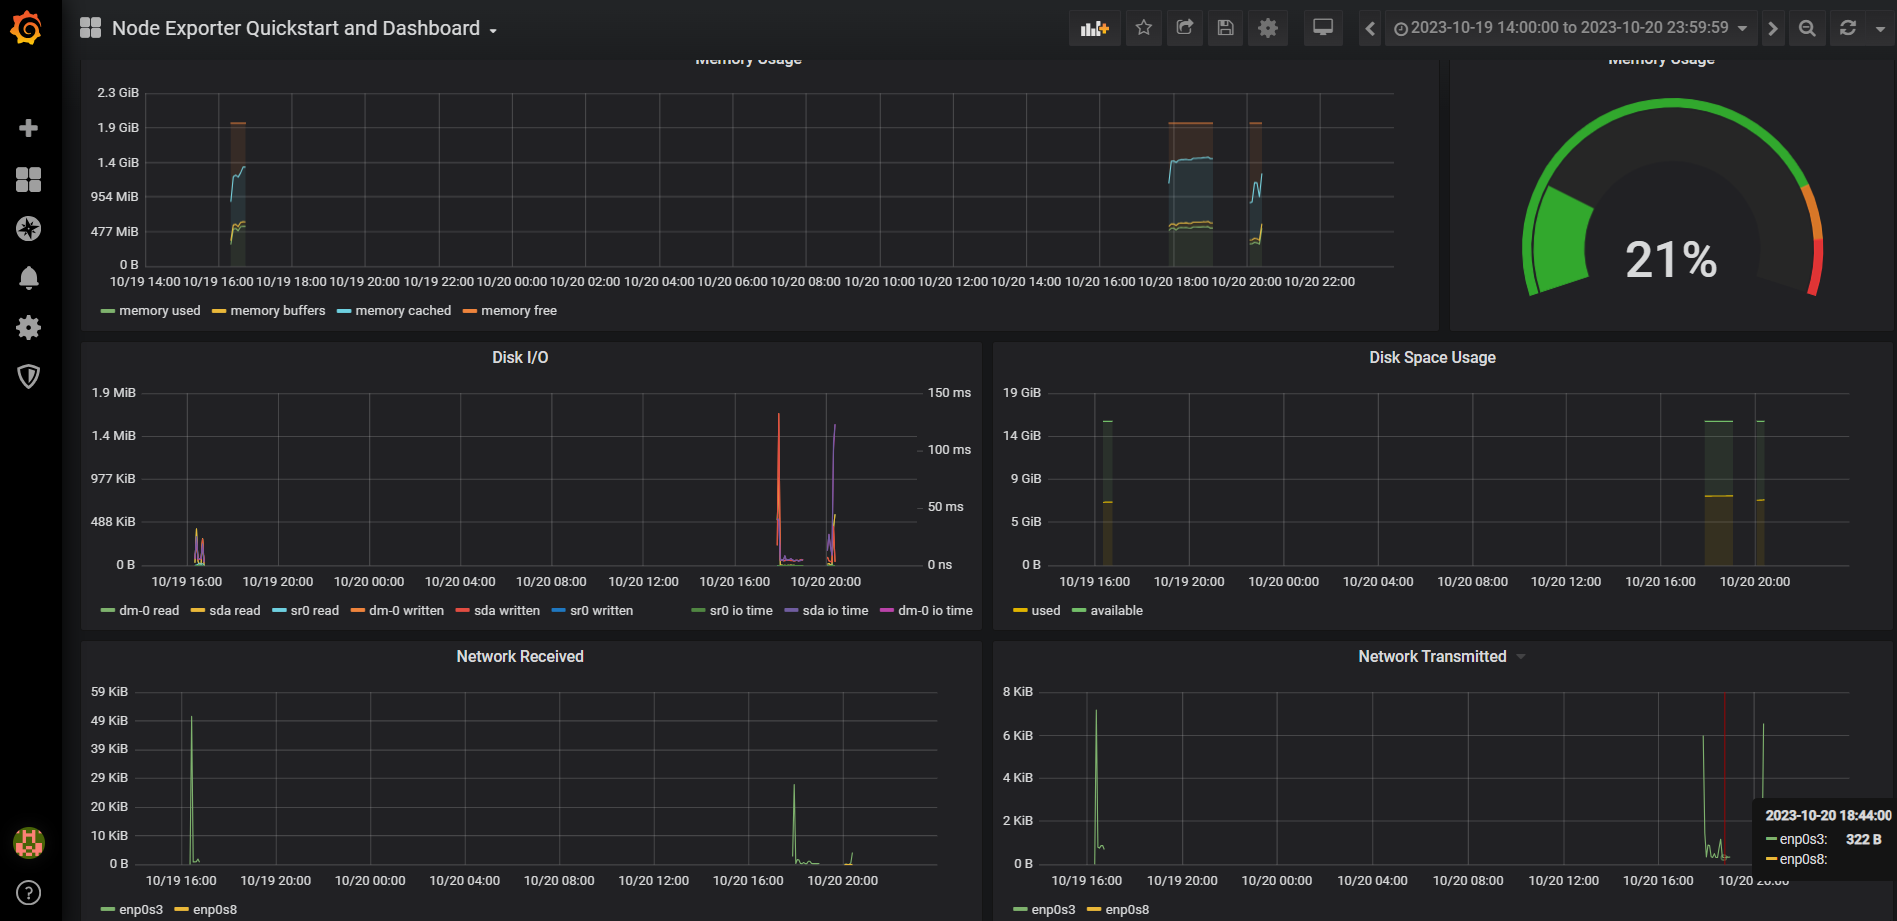 Node Exporter Quickstart and Dashboard
2023-10-19 14:00:00 to 2023-10-20 23:59:59
Memory Usage
2.3 GiB
1.9 GiB
1.4 GiB
954 MiB
477 MiB
0 B
10/19 14:00 10/19 16:00 10/19 18:00 10/19 20:00 10/19 22:00 10/20 00:00 10/20 02:00 10/20 04:00 10/20 06:00 10/20 08:00 10/20 10:00 10/20 12:00 10/20 14:00 10/20 16:00 10/20 18:00 10/20 20:00 10/20 22:00
memory used memory buffers memory cached memory free
Memory Usage
21%
Disk I/O
1.9 MiB
1.4 MiB
977 KiB
488 KiB
0 B
150 ms
100 ms
50 ms
0 ns
10/19 16:00 10/19 20:00 10/20 00:00 10/20 04:00 10/20 08:00 10/20 12:00 10/20 16:00 10/20 20:00
dm-0 read sda read sr0 read dm-0 written sda written sr0 written sr0 io time sda io time dm-0 io time
Disk Space Usage
19 GiB
14 GiB
9 GiB
5 GiB
0 B
10/19 16:00 10/19 20:00 10/20 00:00 10/20 04:00 10/20 08:00 10/20 12:00 10/20 16:00 10/20 20:00
used available
Network Received
59 KiB
49 KiB
39 KiB
29 KiB
20 KiB
10 KiB
0 B
10/19 16:00 10/19 20:00 10/20 00:00 10/20 04:00 10/20 08:00 10/20 12:00 10/20 16:00 10/20 20:00
enp0s3 enp0s8
Network Transmitted
8 KiB
6 KiB
4 KiB
2 KiB
0 B
2023-10-20 18:44:00
enp0s3: 322 B
enp0s8:
10/19 16:00 10/19 20:00 10/20 00:00 10/20 04:00 10/20 08:00 10/20 12:00 10/20 16:00 10/20 20:00
enp0s3 enp0s8